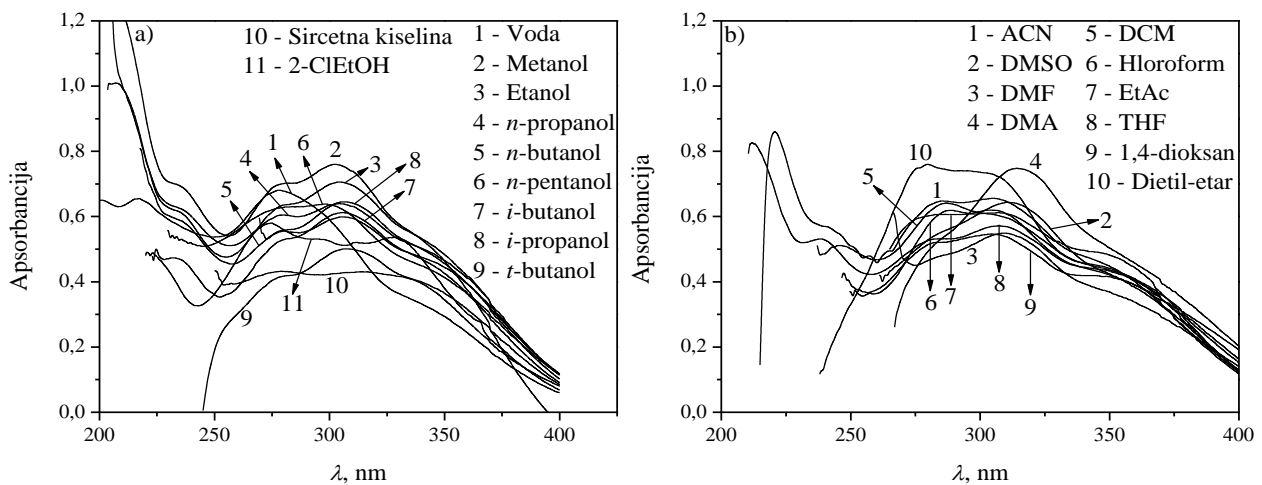 a)
10 - Sircetna kiselina
11 - 2-ClEtOH
1 - Voda
2 - Metanol
3 - Etanol
4 - n-propanol
5 - n-butanol
6 - n-pentanol
7 - i-butanol
8 - i-propanol
9 - t-butanol
1,2
1,0
0,8
0,6
0,4
0,2
0,0
Apsorbancija
200 250 300 350 400
λ, nm
1
2
3
4
5
6
7
8
9
10
11
b)
1 - ACN
2 - DMSO
3 - DMF
4 - DMA
5 - DCM
6 - Hloroform
7 - EtAc
8 - THF
9 - 1,4-dioksan
10 - Dietil-etar
1,2
1,0
0,8
0,6
0,4
0,2
0,0
Apsorbancija
200 250 300 350 400
λ, nm
10
4
5
1
2
3
6
7
8
9